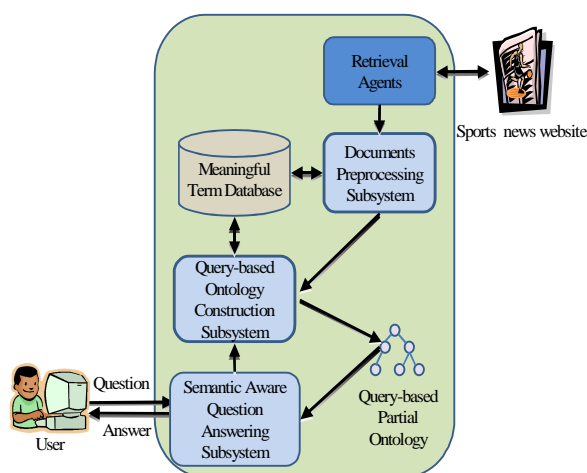 Retrieval
Agents
Sports news website
Documents
Preprocessing
Subsystem
Meaningful
Term Database
Query-based
Ontology
Construction
Subsystem
Question
Answer
User
Semantic Aware
Question
Answering
Subsystem
Query-based
Partial
Ontology